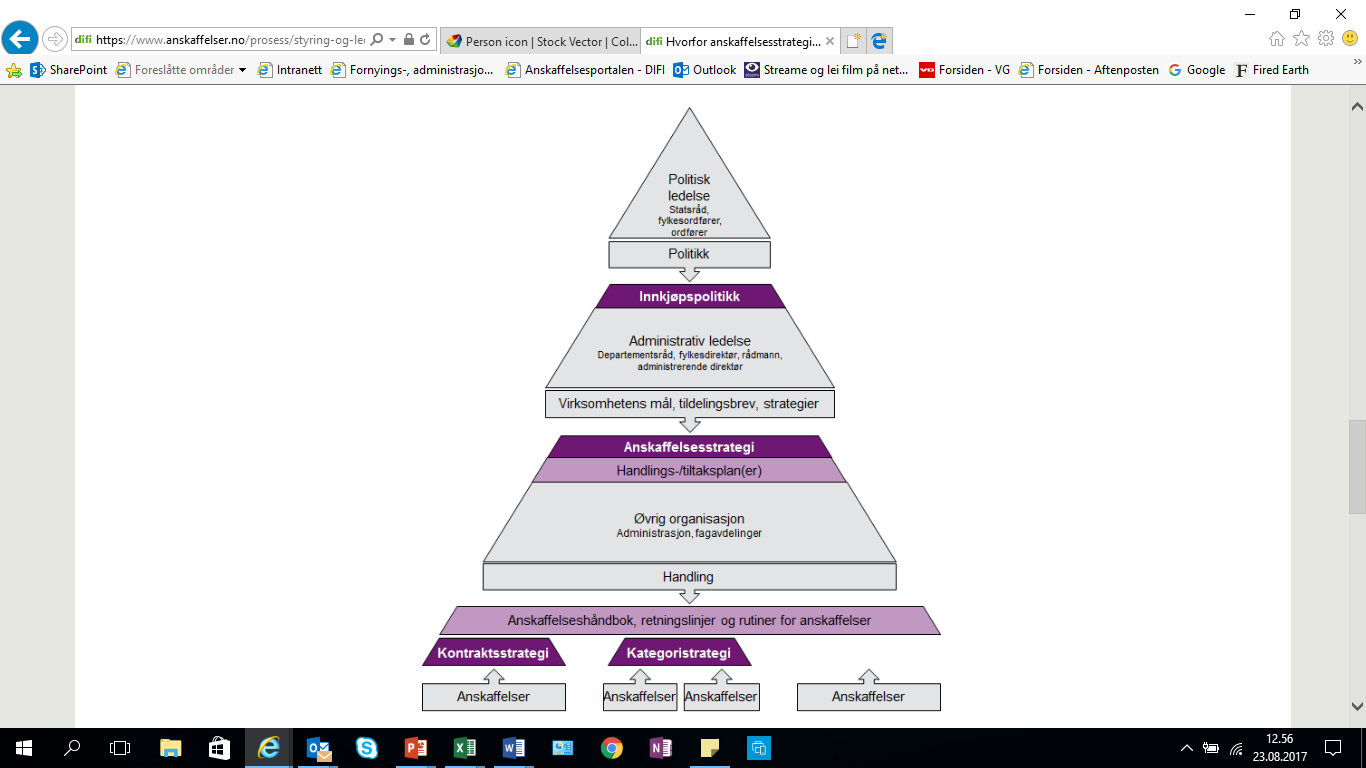 difi https://www.anskaffelser.no/prosess/styring-og-le
Person icon | Stock Vector | Col...
difi Hvorfor anskaffelsesstrategi...
SharePoint
Foreslåtte områder
Intranett
Fornyings-, administrasjo...
Anskaffelsesportalen - DIFI
Outlook
Streame og lei film på net...
VG Forsiden - VG
Forsiden - Aftenposten
G Google
F Fired Earth
Politisk
ledelse
Statsråd,
fylkesordfører,
ordfører
Politikk
Innkjøpspolitikk
Administrativ ledelse
Departementsråd, fylkesdirektør, rådmann,
administrerende direktør
Virksomhetens mål, tildelingsbrev, strategier
Anskaffelsesstrategi
Handlings-/tiltaksplan(er)
Øvrig organisasjon
Administrasjon, fagavdelinger
Handling
Anskaffelseshåndbok, retningslinjer og rutiner for anskaffelser
Kontraktsstrategi
Kategoristrategi
Anskaffelser
Anskaffelser
Anskaffelser
Anskaffelser
12.56
23.08.2017